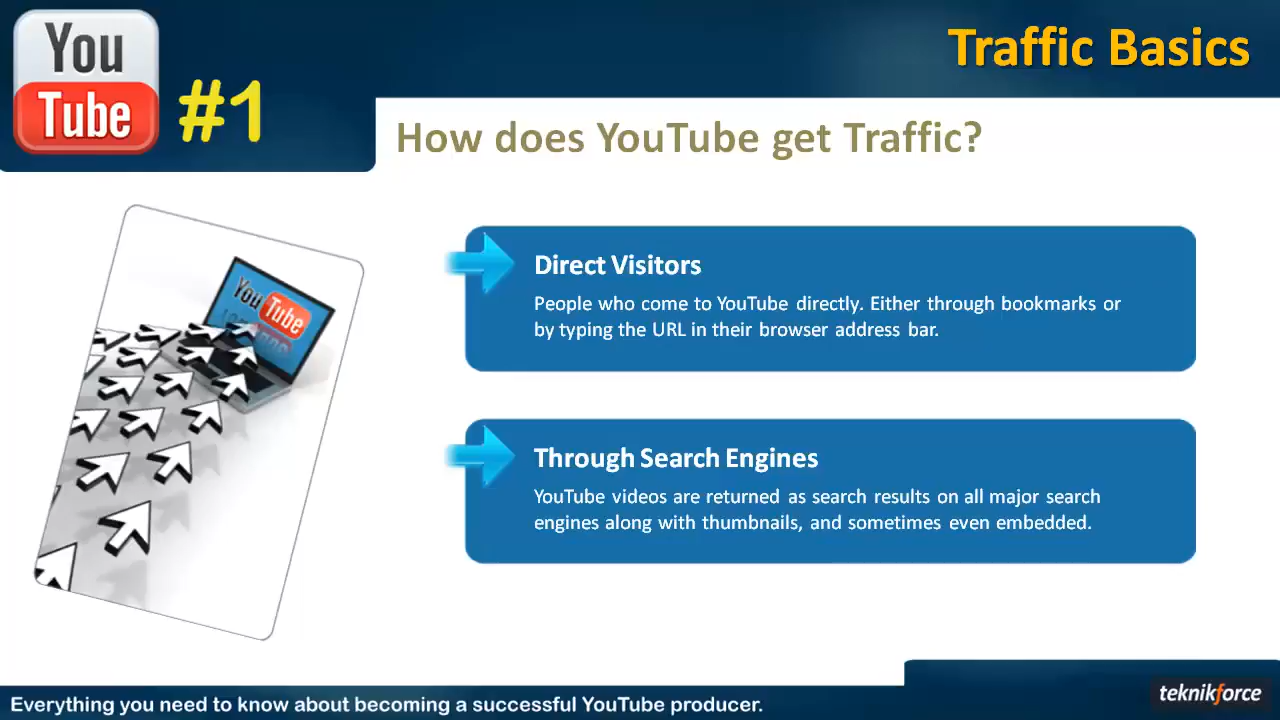 You
Tube
#1
Traffic Basics
How does YouTube get Traffic?
You
Tube
Direct Visitors
People who come to YouTube directly. Either through bookmarks or
by typing the URL in their browser address bar.
Through Search Engines
YouTube videos are returned as search results on all major search
engines along with thumbnails, and sometimes even embedded.
Everything you need to know about becoming a successful YouTube producer.
teknikforce